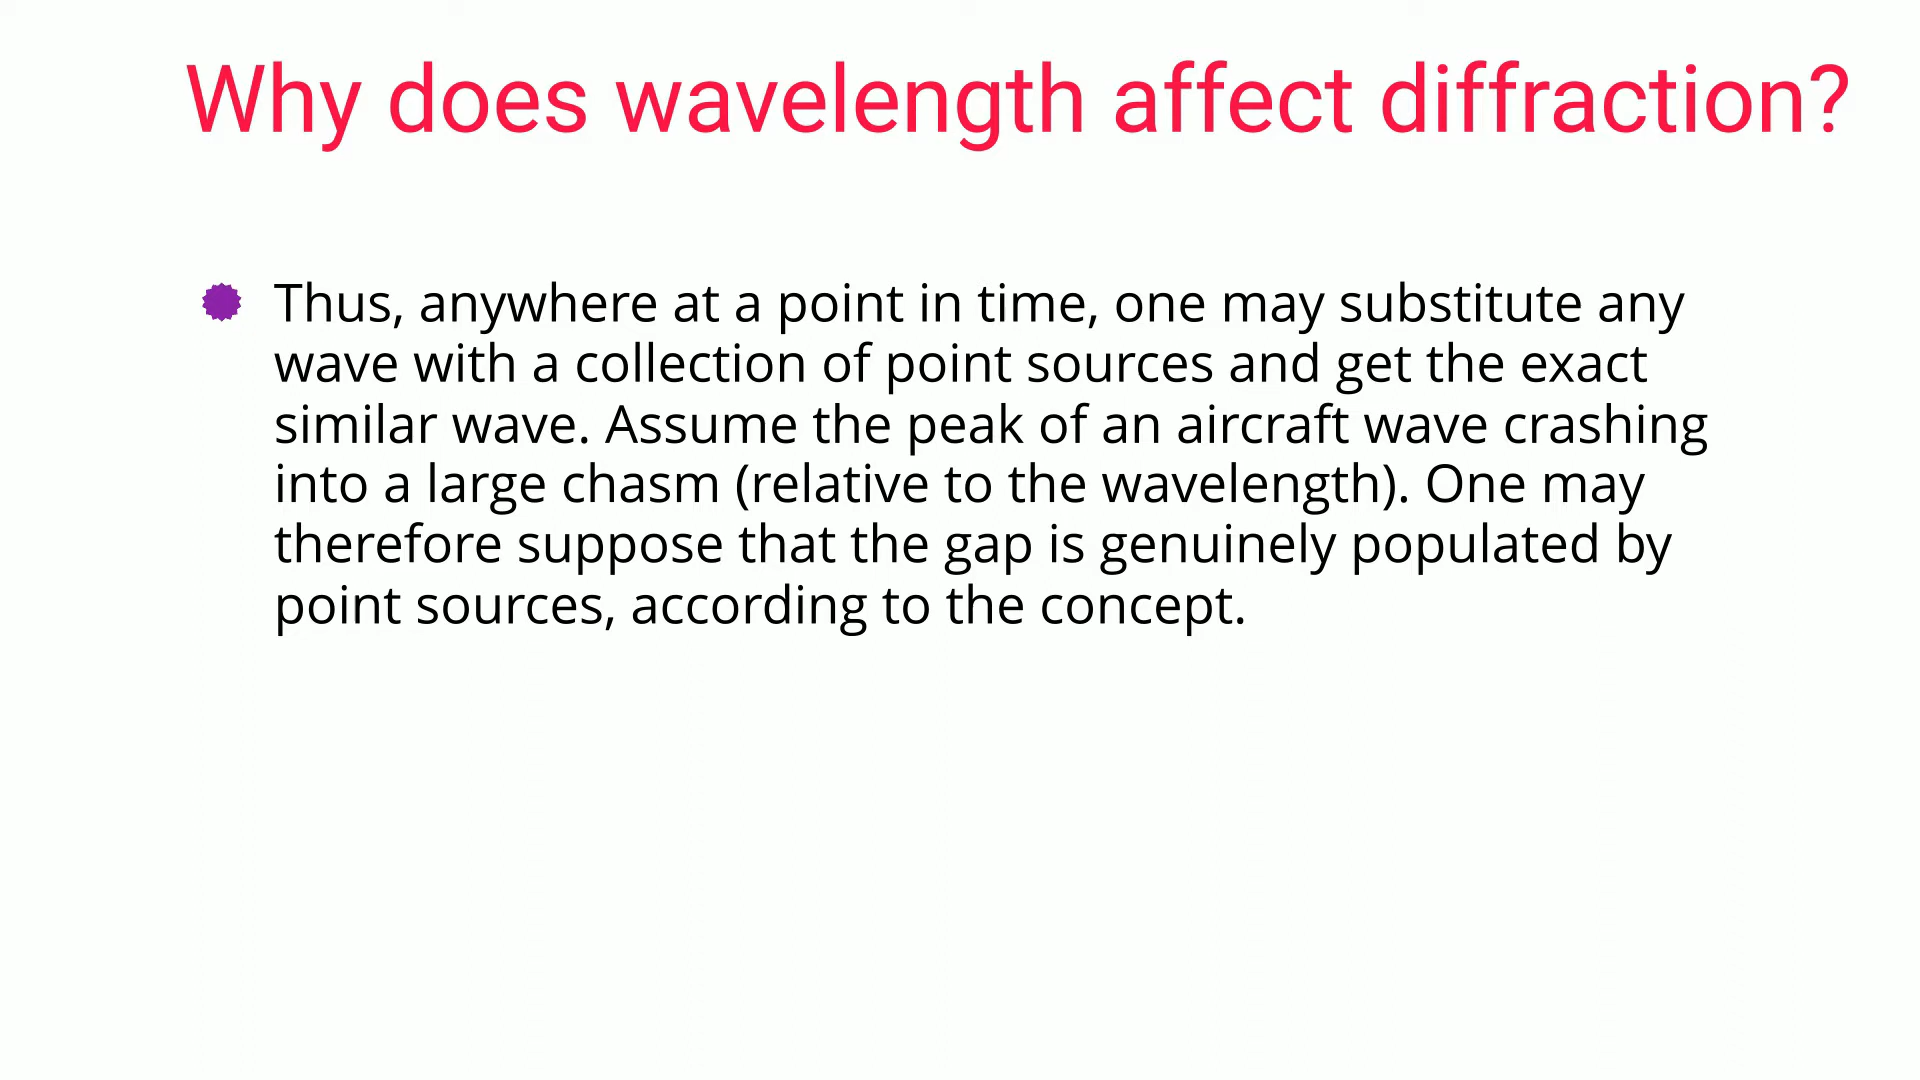 Why does wavelength affect diffraction?
Thus, anywhere at a point in time, one may substitute any
wave with a collection of point sources and get the exact
similar wave. Assume the peak of an aircraft wave crashing
into a large chasm (relative to the wavelength). One may
therefore suppose that the gap is genuinely populated by
point sources, according to the concept.